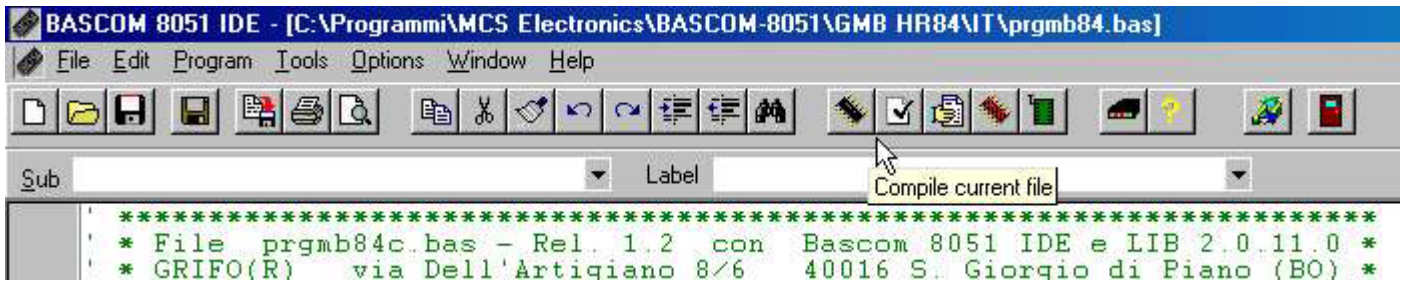 BASCOM 8051 IDE - [C:\Programmi\MCS Electronics\BASCOM-8051\GMB HR84\IT\prgmb84.bas]
File Edit Program Tools Options Window Help
Sub Label
Compile current file
' ****************************************************************************
' * File prgmb84c.bas - Rel. 1.2 con Bascom 8051 IDE e LIB 2.0.11.0 *
' * GRIFO(R) via Dell'Artigiano 8/6 40016 S. Giorgio di Piano (BO) *